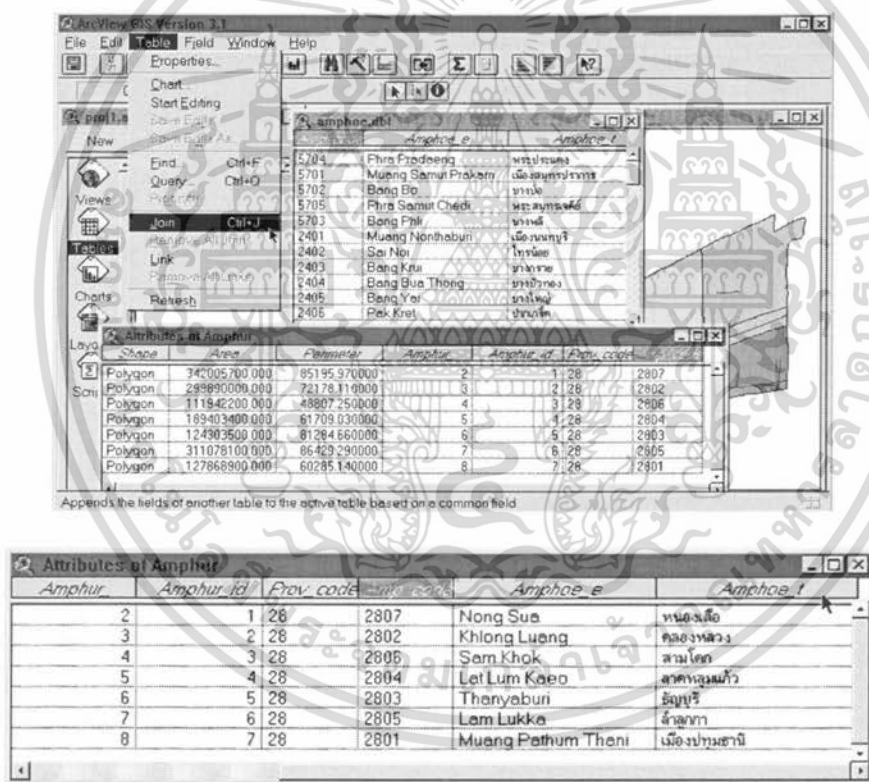 ArcView GIS Version 3.1
File Edit Table Field Window Help
Properties...
Chart...
Start Editing
Save Edits
Save Edits As...
Find... Ctrl+F
Query... Ctrl+Q
Join Ctrl+J
Remove All Joins
Link
Remove All Links
Refresh
New
Views
Tables
Charts
amphoe.dbf
Amphoe_e Amphoe_t
5704 Phra Pradaeng พระประแดง
5701 Muang Samut Prakarn เมืองสมุทรปราการ
5702 Bang Bo บางบ่อ
5705 Phra Samut Chedi พระสมุทรเจดีย์
5703 Bang Phli บางพลี
2401 Muang Nonthaburi เมืองนนทบุรี
2402 Sai Noi ไทรน้อย
2403 Bang Krui บางกรวย
2404 Bang Bua Thong บางบัวทอง
2405 Bang Yai บางใหญ่
2406 Pak Kret ปากเกร็ด
Attributes of Amphur
Shape Area Perimeter Amphur_ Amphur_id Prov_code
Polygon 342005700.000 85195.970000 2 1 28 2807
Polygon 299890000.000 72178.110000 3 2 28 2802
Polygon 111942200.000 48807.250000 4 3 28 2806
Polygon 189403400.000 61709.030000 5 4 28 2804
Polygon 124303500.000 81284.660000 6 5 28 2803
Polygon 311078100.000 86429.290000 7 6 28 2805
Polygon 127868900.000 60285.140000 8 7 28 2801
Appends the fields of another table to the active table based on a common field
Attributes of Amphur
Amphur_ Amphur_id Prov_code Amphoe_e Amphoe_t
2 1 28 2807 Nong Sua หนองเสือ
3 2 28 2802 Khlong Luang คลองหลวง
4 3 28 2806 Sam Khok สามโคก
5 4 28 2804 Lat Lum Kaeo ลาดหลุมแก้ว
6 5 28 2803 Thanyaburi ธัญบุรี
7 6 28 2805 Lam Lukka ลำลูกกา
8 7 28 2801 Muang Pathum Thani เมืองปทุมธานี